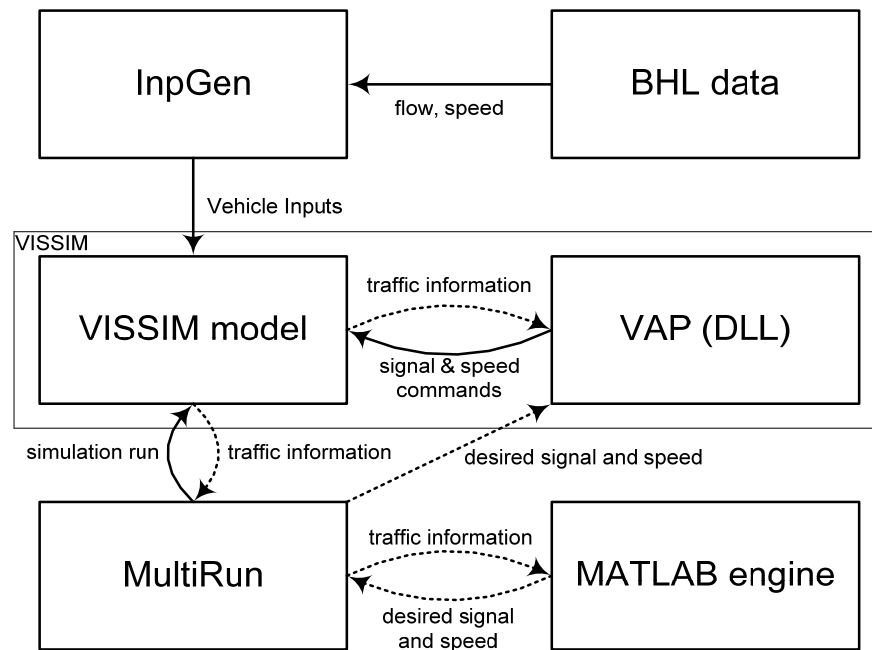 InpGen
BHL data
flow, speed
Vehicle Inputs
VISSIM
VISSIM model
traffic information
VAP (DLL)
signal & speed
commands
simulation run
traffic information
desired signal and speed
MultiRun
traffic information
MATLAB engine
desired signal
and speed